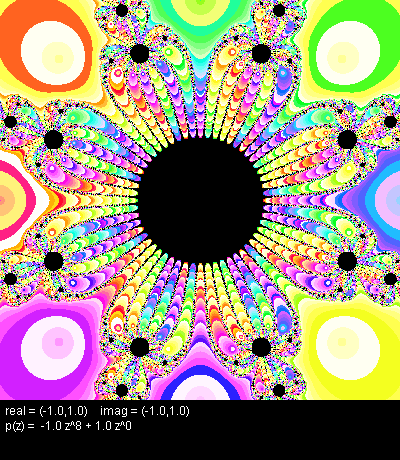 real = (-1.0,1.0) imag = (-1.0,1.0)
p(z) = -1.0 z^8 + 1.0 z^0